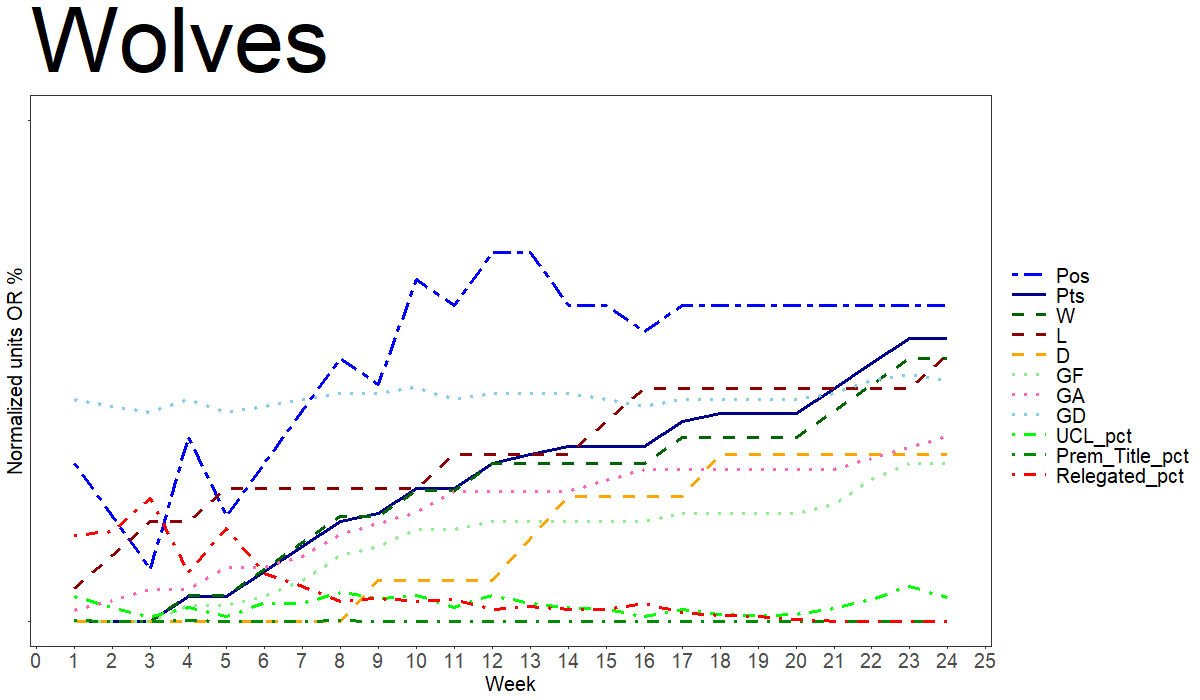 Wolves
Normalized units OR %
0 1 2 3 4 5 6 7 8 9 10 11 12 13 14 15 16 17 18 19 20 21 22 23 24 25
Week
Pos
Pts
W
L
D
GF
GA
GD
UCL_pct
Prem_Title_pct
Relegated_pct